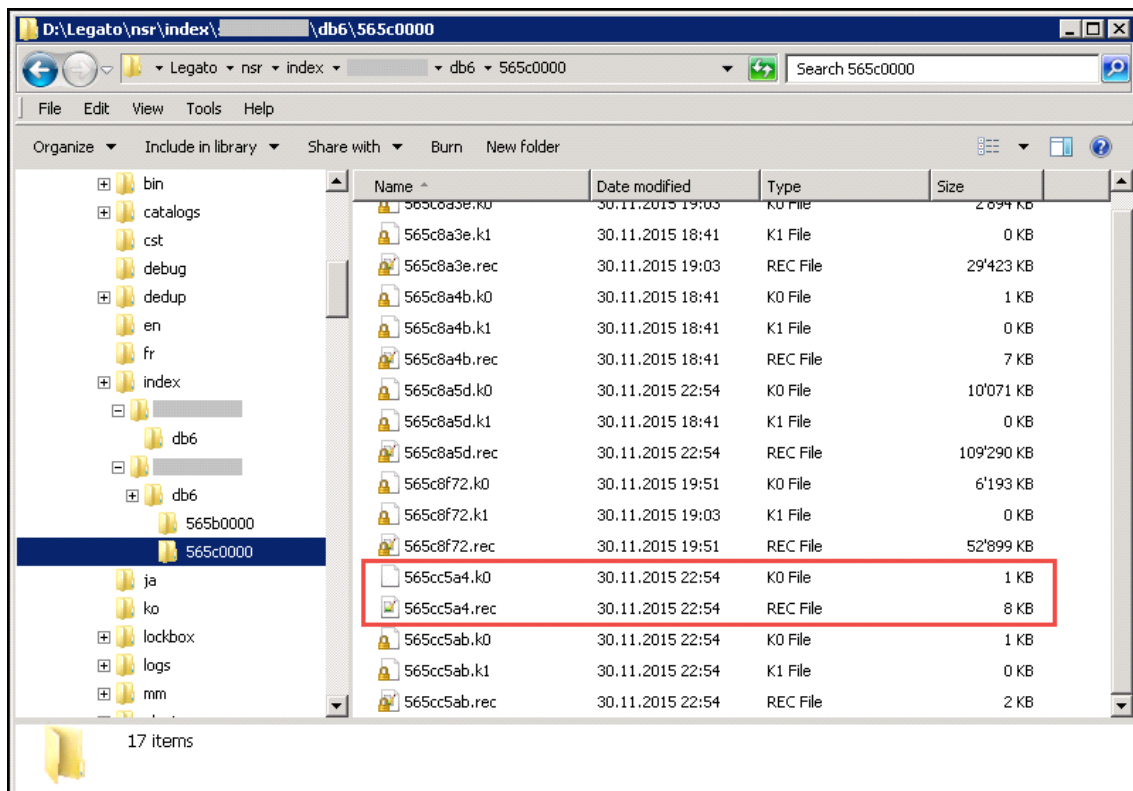 D:\Legato\nsr\index\ \db6\565c0000
Legato nsr index db6 565c0000 Search 565c0000
File Edit View Tools Help
Organize Include in library Share with Burn New folder
bin
catalogs
cst
debug
dedup
en
fr
index
db6
db6
565b0000
565c0000
ja
ko
lockbox
logs
mm
Name Date modified Type Size
565c8a3e.k0 30.11.2015 19:03 K0 File 2'894 KB
565c8a3e.k1 30.11.2015 18:41 K1 File 0 KB
565c8a3e.rec 30.11.2015 19:03 REC File 29'423 KB
565c8a4b.k0 30.11.2015 18:41 K0 File 1 KB
565c8a4b.k1 30.11.2015 18:41 K1 File 0 KB
565c8a4b.rec 30.11.2015 18:41 REC File 7 KB
565c8a5d.k0 30.11.2015 22:54 K0 File 10'071 KB
565c8a5d.k1 30.11.2015 18:41 K1 File 0 KB
565c8a5d.rec 30.11.2015 22:54 REC File 109'290 KB
565c8f72.k0 30.11.2015 19:51 K0 File 6'193 KB
565c8f72.k1 30.11.2015 19:03 K1 File 0 KB
565c8f72.rec 30.11.2015 19:51 REC File 52'899 KB
565cc5a4.k0 30.11.2015 22:54 K0 File 1 KB
565cc5a4.rec 30.11.2015 22:54 REC File 8 KB
565cc5ab.k0 30.11.2015 22:54 K0 File 1 KB
565cc5ab.k1 30.11.2015 22:54 K1 File 0 KB
565cc5ab.rec 30.11.2015 22:54 REC File 2 KB
17 items